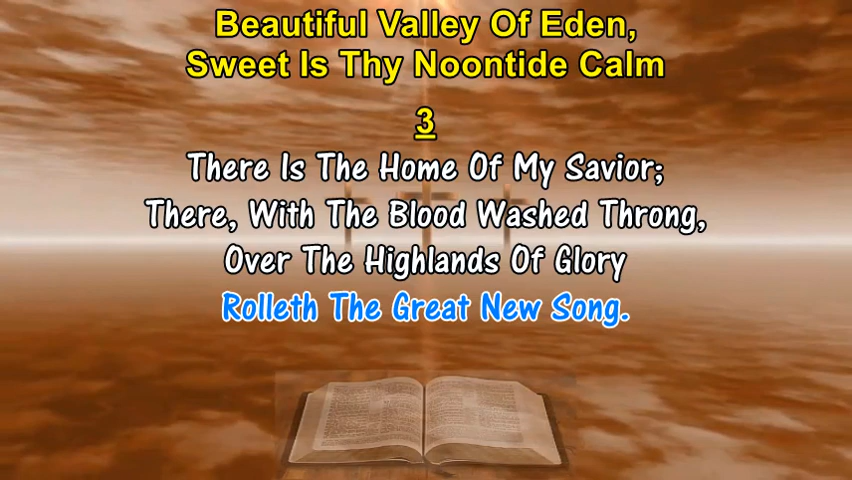 Beautiful Valley Of Eden,
Sweet Is Thy Noontide Calm
3
There Is The Home Of My Savior;
There, With The Blood Washed Throng,
Over The Highlands Of Glory
Rolleth The Great New Song.